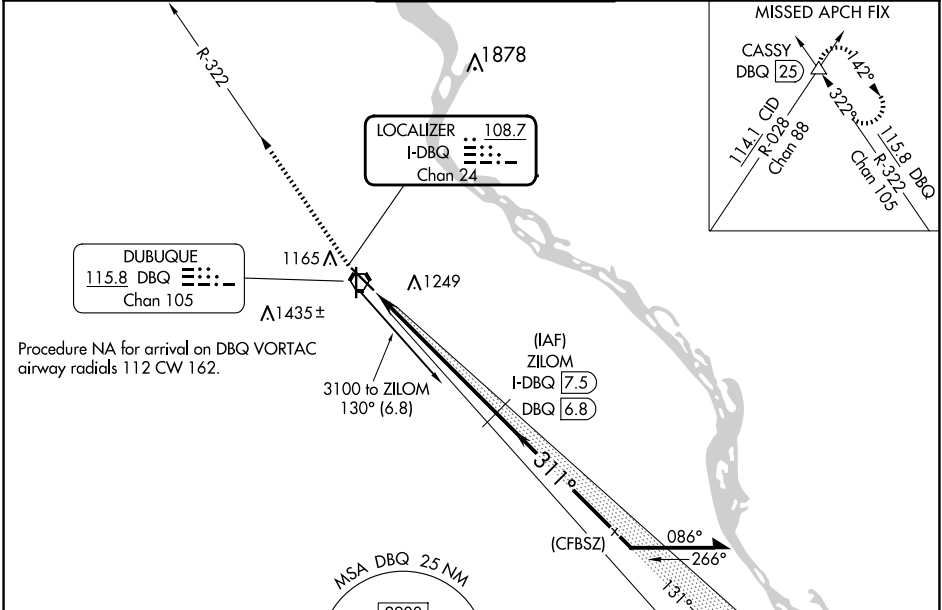 R-322
1878
MISSED APCH FIX
CASSY
DBQ 25
142°
322°
114.1 CID
R-028
Chan 88
115.8 DBQ
R-322
Chan 105
LOCALIZER 108.7
I-DBQ
Chan 24
DUBUQUE
115.8 DBQ
Chan 105
1165
1249
1435±
Procedure NA for arrival on DBQ VORTAC
airway radials 112 CW 162.
3100 to ZILOM
130° (6.8)
(IAF)
ZILOM
I-DBQ 7.5
DBQ 6.8
311°
(CFBSZ)
086°
266°
131°
MSA DBQ 25 NM